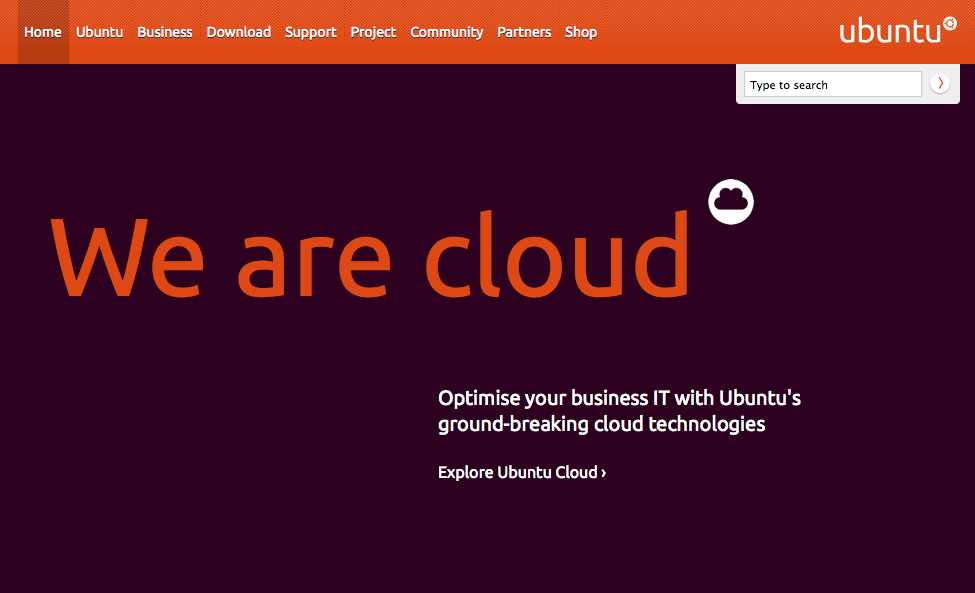 Home Ubuntu Business Download Support Project Community Partners Shop
ubuntu
Type to search
We are cloud
Optimise your business IT with Ubuntu's
ground-breaking cloud technologies
Explore Ubuntu Cloud ›